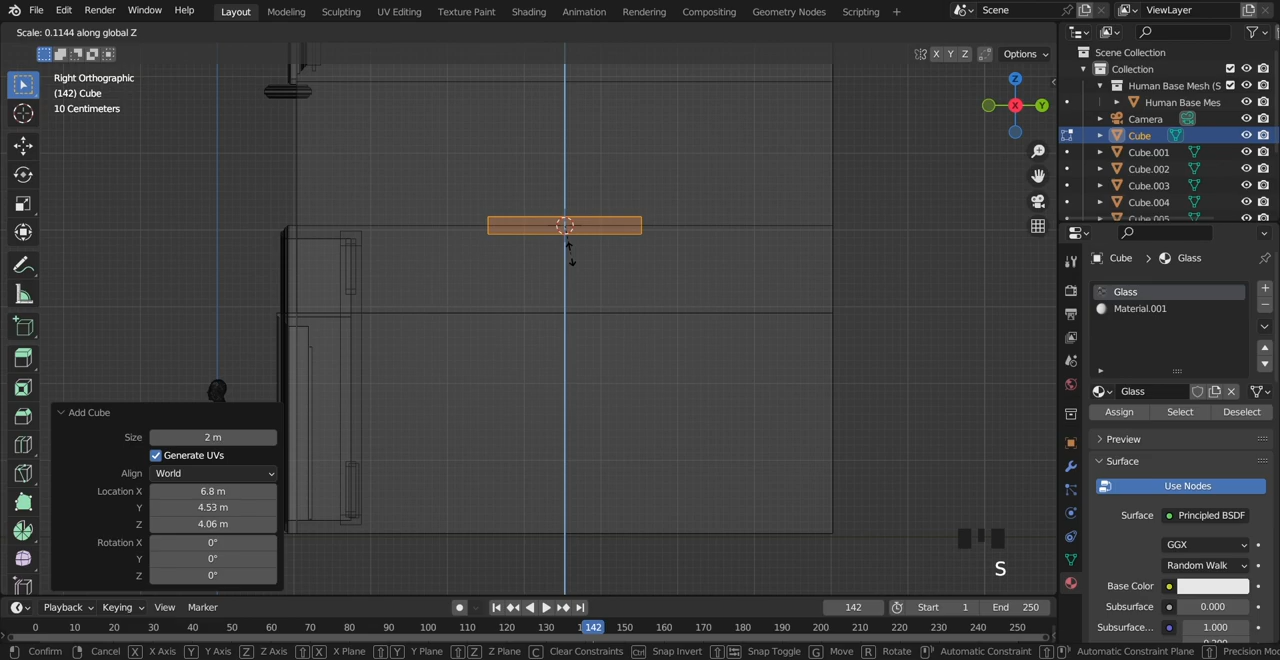 File Edit Render Window Help Layout Modeling Sculpting UV Editing Texture Paint Shading Animation Rendering Compositing Geometry Nodes Scripting + Scene ViewLayer
Scale: 0.1144 along global Z
X Y Z Options
Right Orthographic
(142) Cube
10 Centimeters
Z
X
Y
Scene Collection
Collection
Human Base Mesh (S
Human Base Mes
Camera
Cube
Cube.001
Cube.002
Cube.003
Cube.004
Cube.005
Cube > Glass
Glass
Material.001
Glass
Assign Select Deselect
Preview
Surface
Use Nodes
Surface Principled BSDF
GGX
Random Walk
Base Color
Subsurface 0.000
Subsurface... 1.000
0.200
Add Cube
Size 2 m
Generate UVs
Align World
Location X 6.8 m
Y 4.53 m
Z 4.06 m
Rotation X 0°
Y 0°
Z 0°
S
Playback Keying View Marker 142 Start 1 End 250
0 10 20 30 40 50 60 70 80 90 100 110 120 130 142 150 160 170 180 190 200 210 220 230 240 250
Confirm Cancel X X Axis Y Y Axis Z Z Axis X X Plane Y Y Plane Z Z Plane C Clear Constraints Ctrl Snap Invert Snap Toggle G Move R Rotate Automatic Constraint Automatic Constraint Plane Precision Mo